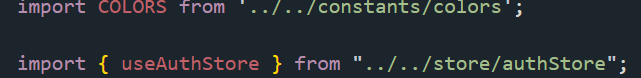 import COLORS from '../../constants/colors';
import { useAuthStore } from "../../store/authStore";